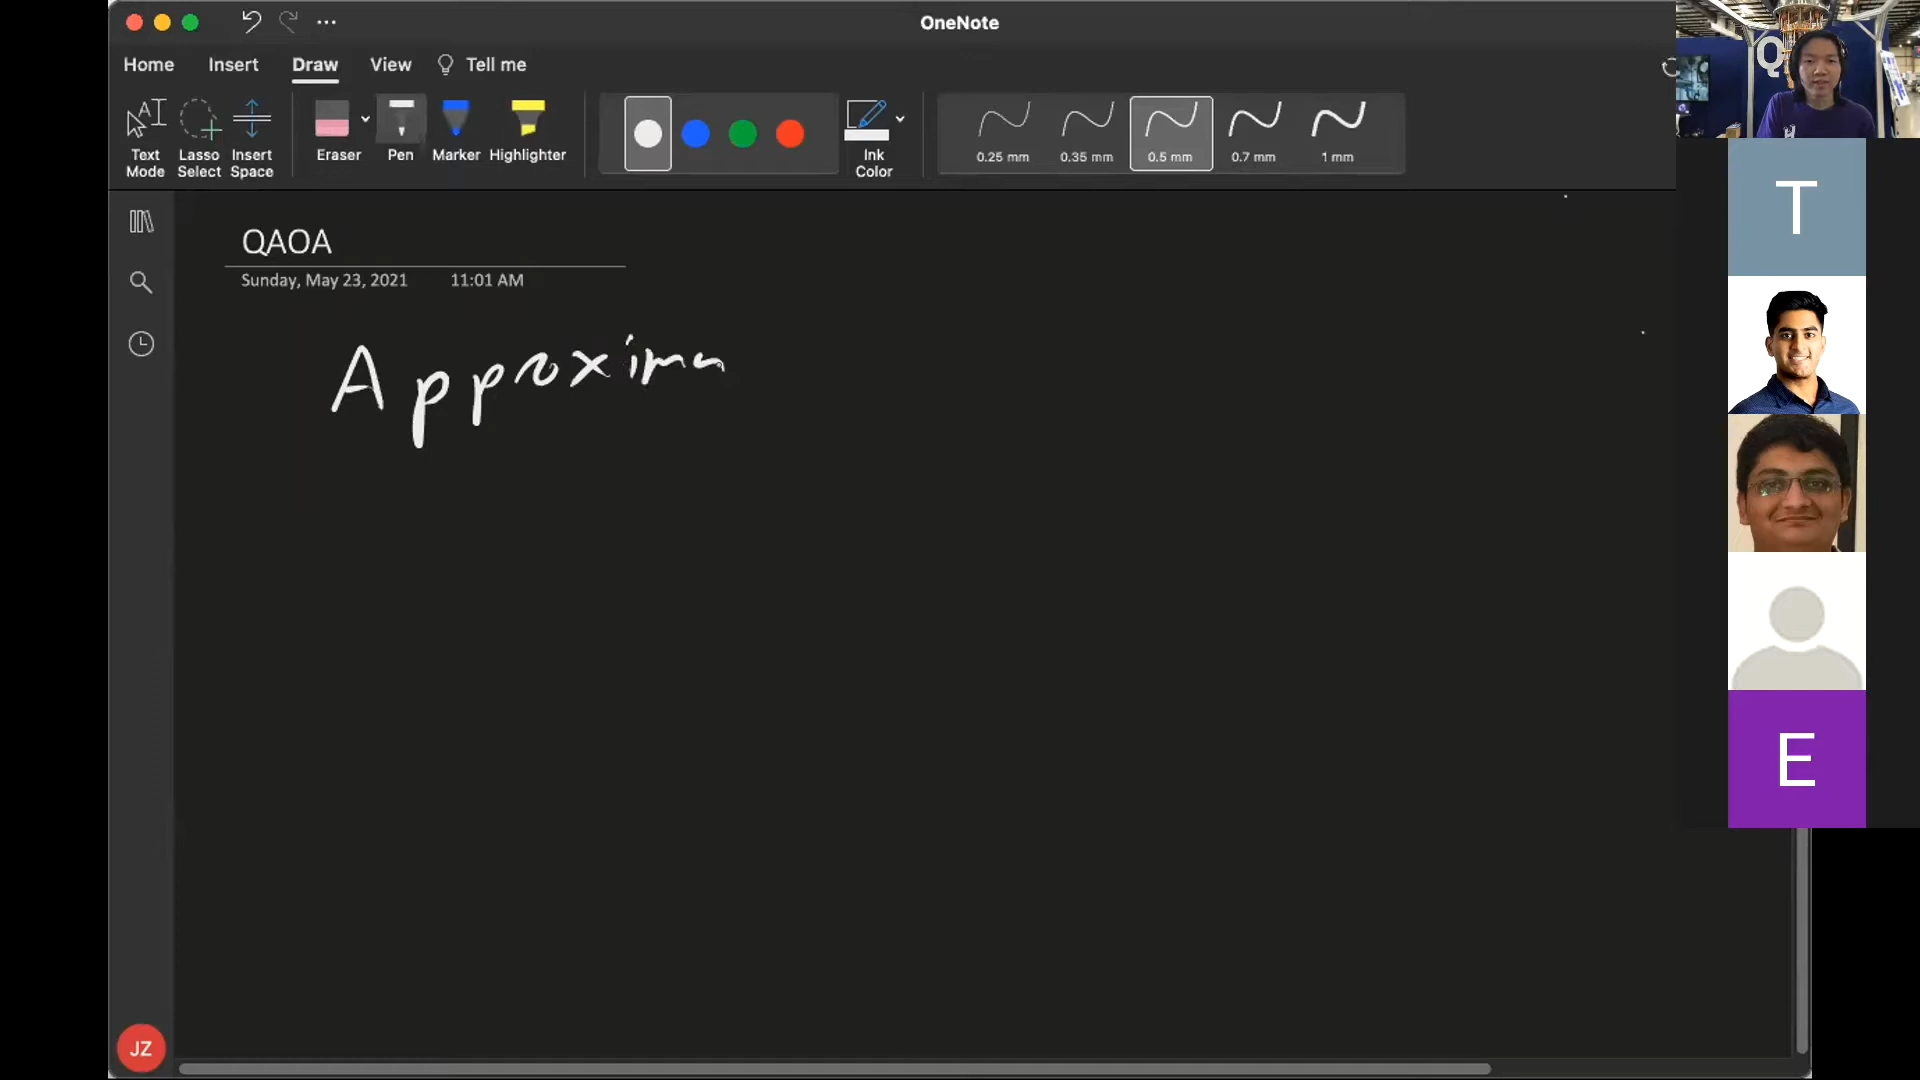 OneNote
Home Insert Draw View Tell me
Text Mode
Lasso Select
Insert Space
Eraser
Pen
Marker
Highlighter
Ink Color
0.25 mm
0.35 mm
0.5 mm
0.7 mm
1 mm
QAOA
Sunday, May 23, 2021 11:01 AM
Approxima
JZ
Q
T
E